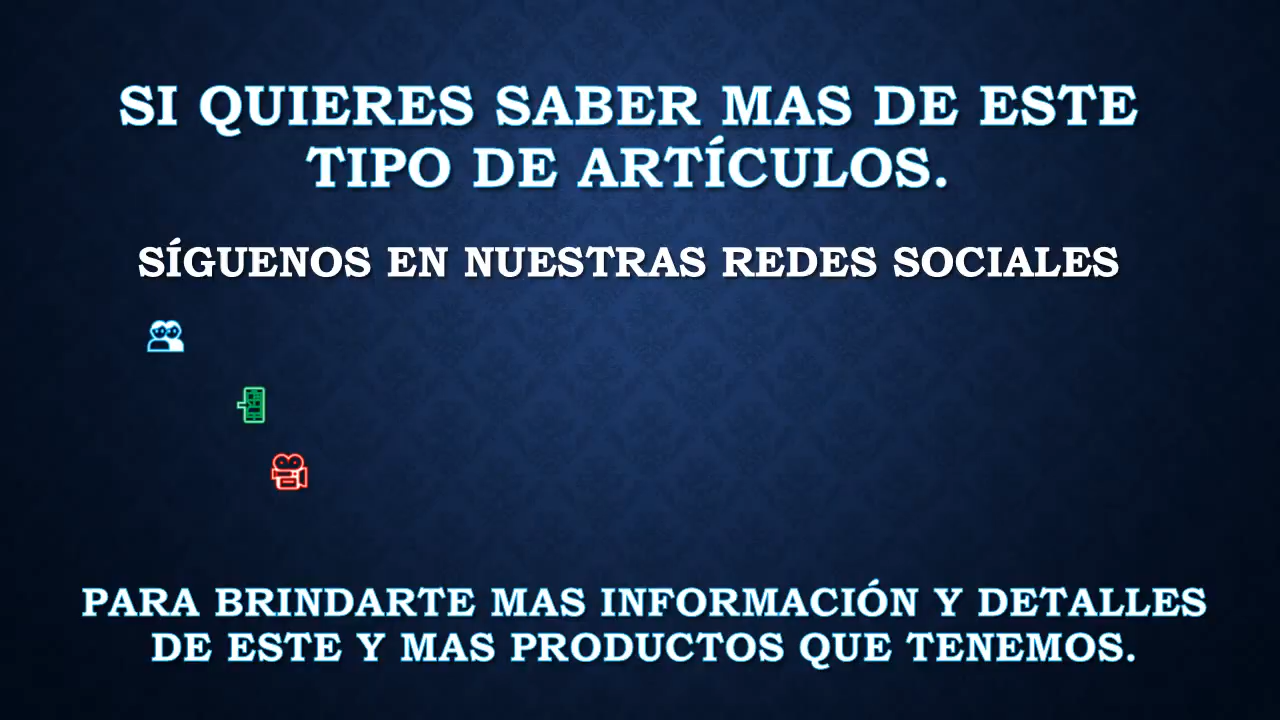 SI QUIERES SABER MAS DE ESTE
TIPO DE ARTÍCULOS.
SÍGUENOS EN NUESTRAS REDES SOCIALES
PARA BRINDARTE MAS INFORMACIÓN Y DETALLES
DE ESTE Y MAS PRODUCTOS QUE TENEMOS.